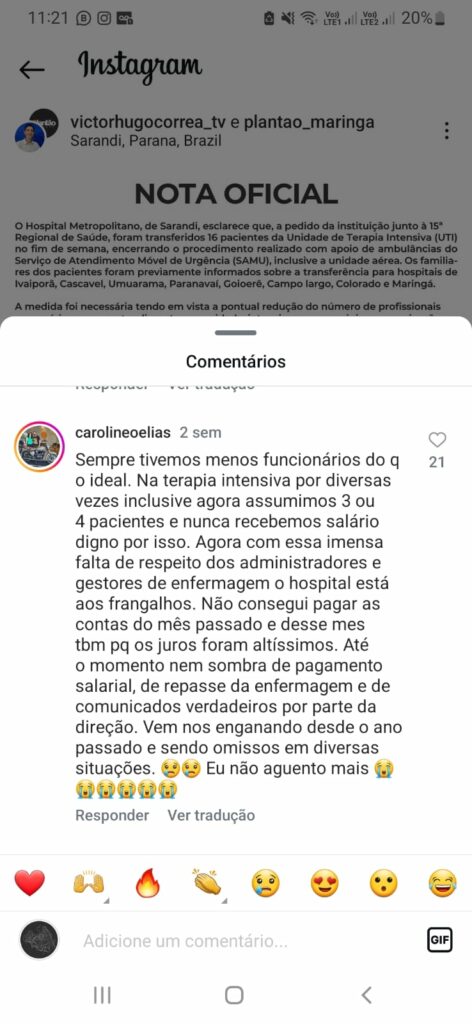 11:21
Vo)) LTE1
Vo)) LTE2
20%
Instagram
victorhugocorrea_tv e plantao_maringa
Sarandi, Parana, Brazil
NOTA OFICIAL
O Hospital Metropolitano, de Sarandi, esclarece que, a pedido da instituição junto à 15ª
Regional de Saúde, foram transferidos 16 pacientes da Unidade de Terapia Intensiva (UTI)
no fim de semana, encerrando o procedimento realizado com apoio de ambulâncias do
Serviço de Atendimento Móvel de Urgência (SAMU), inclusive a unidade aérea. Os familia-
res dos pacientes foram previamente informados sobre a transferência para hospitais de
Ivaiporã, Cascavel, Umuarama, Paranavaí, Goioerê, Campo largo, Colorado e Maringá.
A medida foi necessária tendo em vista a pontual redução do número de profissionais
Comentários
Responder Ver tradução
carolineoelias 2 sem
Sempre tivemos menos funcionários do q
o ideal. Na terapia intensiva por diversas
vezes inclusive agora assumimos 3 ou
4 pacientes e nunca recebemos salário
digno por isso. Agora com essa imensa
falta de respeito dos administradores e
gestores de enfermagem o hospital está
aos frangalhos. Não consegui pagar as
contas do mês passado e desse mes
tbm pq os juros foram altíssimos. Até
o momento nem sombra de pagamento
salarial, de repasse da enfermagem e de
comunicados verdadeiros por parte da
direção. Vem nos enganando desde o ano
passado e sendo omissos em diversas
situações. 😢😢 Eu não aguento mais 😭
😭😭😭😭😭
21
Responder Ver tradução
Adicione um comentário...
GIF